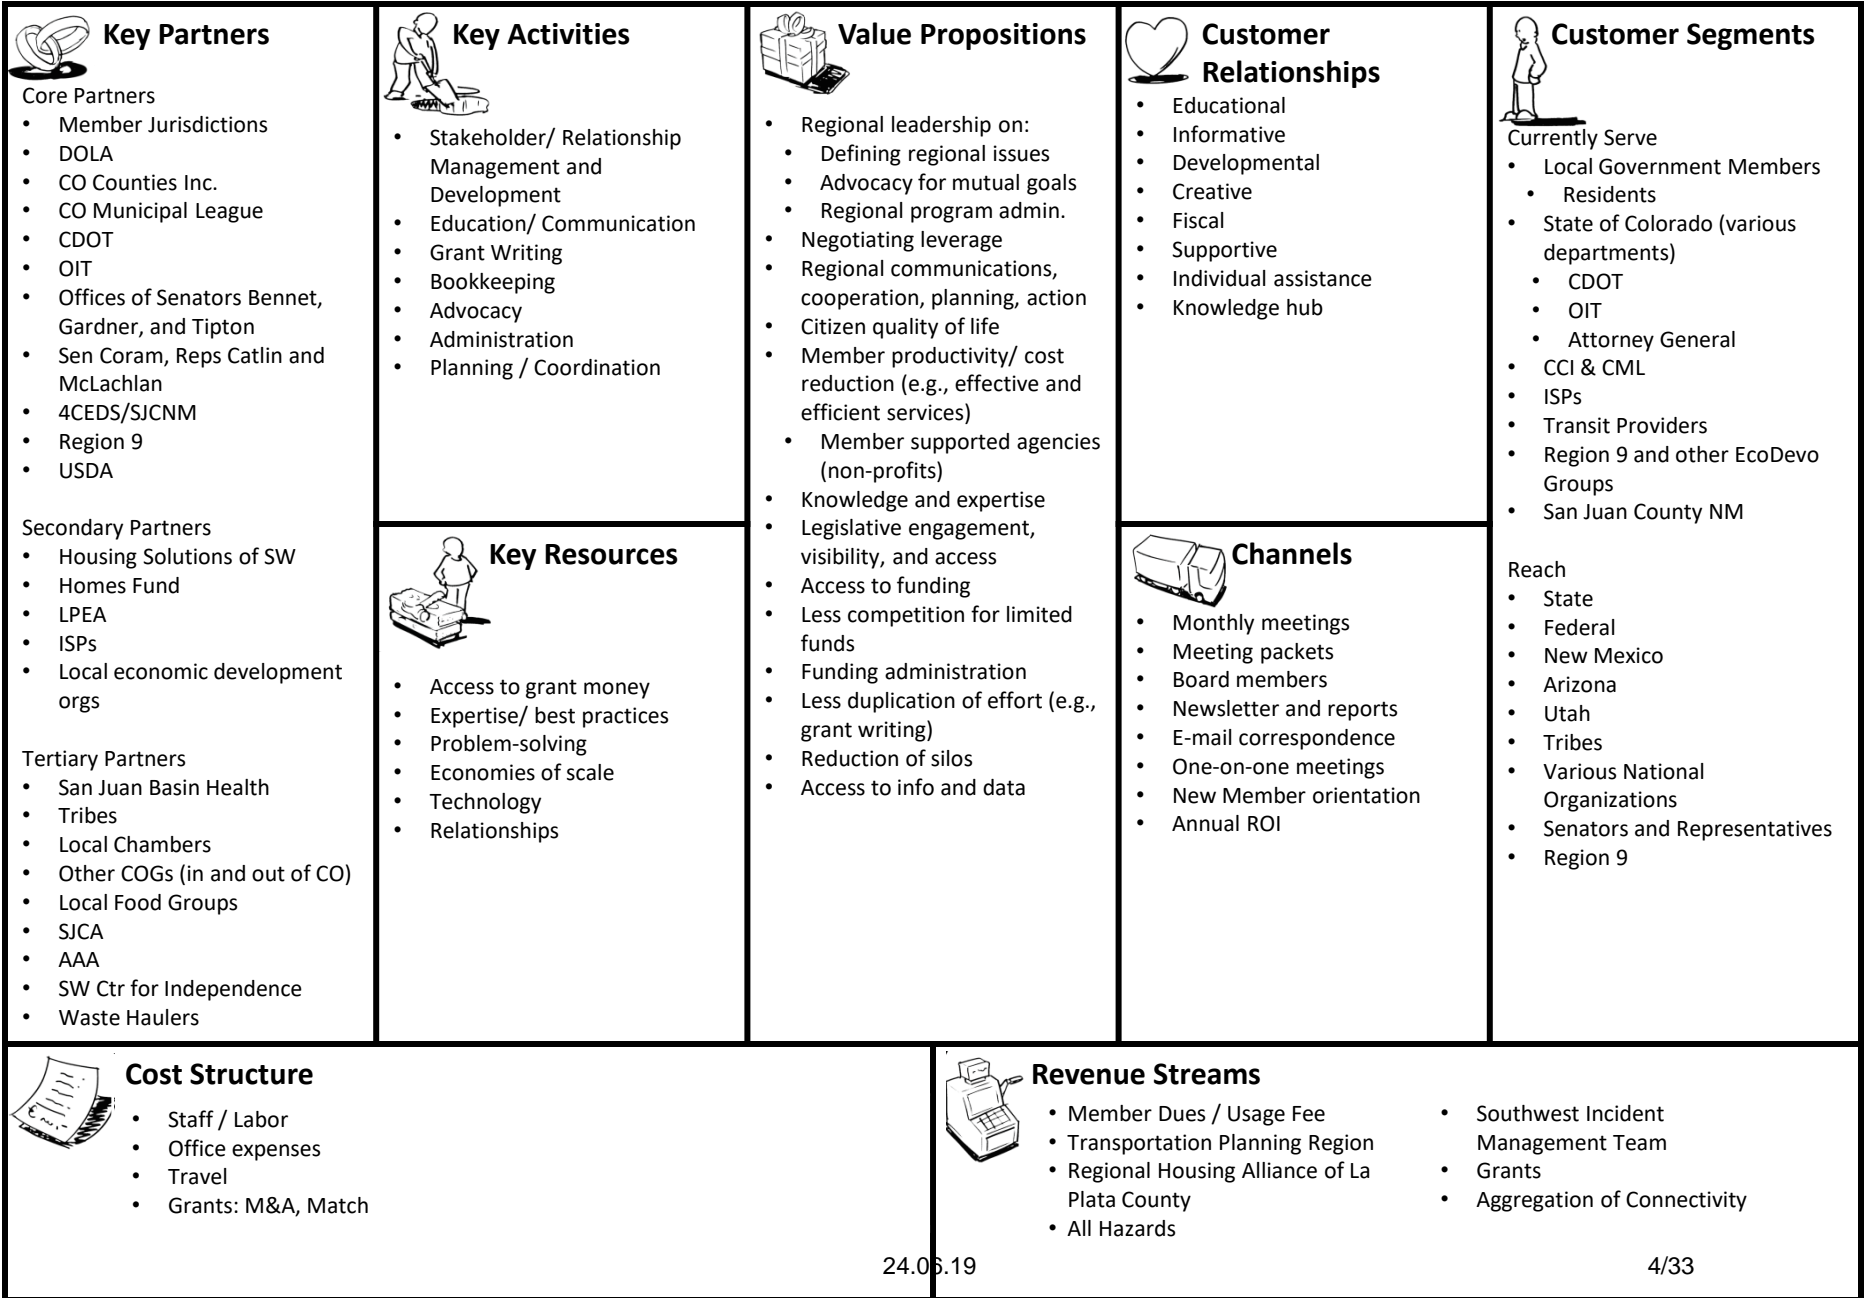 Key Partners
Core Partners
• Member Jurisdictions
• DOLA
• CO Counties Inc.
• CO Municipal League
• CDOT
• OIT
• Offices of Senators Bennet,
Gardner, and Tipton
• Sen Coram, Reps Catlin and
McLachlan
• 4CEDS/SJCNM
• Region 9
• USDA
Secondary Partners
• Housing Solutions of SW
• Homes Fund
• LPEA
• ISPs
• Local economic development
orgs
Tertiary Partners
• San Juan Basin Health
• Tribes
• Local Chambers
• Other COGs (in and out of CO)
• Local Food Groups
• SJCA
• AAA
• SW Ctr for Independence
• Waste Haulers
Key Activities
• Stakeholder/ Relationship
Management and
Development
• Education/ Communication
• Grant Writing
• Bookkeeping
• Advocacy
• Administration
• Planning / Coordination
Key Resources
• Access to grant money
• Expertise/ best practices
• Problem-solving
• Economies of scale
• Technology
• Relationships
Value Propositions
• Regional leadership on:
• Defining regional issues
• Advocacy for mutual goals
• Regional program admin.
• Negotiating leverage
• Regional communications,
cooperation, planning, action
• Citizen quality of life
• Member productivity/ cost
reduction (e.g., effective and
efficient services)
• Member supported agencies
(non-profits)
• Knowledge and expertise
• Legislative engagement,
visibility, and access
• Access to funding
• Less competition for limited
funds
• Funding administration
• Less duplication of effort (e.g.,
grant writing)
• Reduction of silos
• Access to info and data
Customer
Relationships
• Educational
• Informative
• Developmental
• Creative
• Fiscal
• Supportive
• Individual assistance
• Knowledge hub
Channels
• Monthly meetings
• Meeting packets
• Board members
• Newsletter and reports
• E-mail correspondence
• One-on-one meetings
• New Member orientation
• Annual ROI
Customer Segments
Currently Serve
• Local Government Members
• Residents
• State of Colorado (various
departments)
• CDOT
• OIT
• Attorney General
• CCI & CML
• ISPs
• Transit Providers
• Region 9 and other EcoDevo
Groups
• San Juan County NM
Reach
• State
• Federal
• New Mexico
• Arizona
• Utah
• Tribes
• Various National
Organizations
• Senators and Representatives
• Region 9
Cost Structure
• Staff / Labor
• Office expenses
• Travel
• Grants: M&A, Match
Revenue Streams
• Member Dues / Usage Fee
• Transportation Planning Region
• Regional Housing Alliance of La
Plata County
• All Hazards
• Southwest Incident
Management Team
• Grants
• Aggregation of Connectivity
24.06.19
4/33